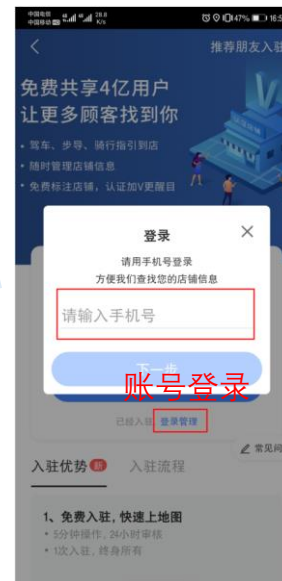 中国电信
中国移动 HD 46 46 20.8 K/s 47% 16:5
推荐朋友入驻
免费共享4亿用户
让更多顾客找到你
• 驾车、步导、骑行指引到店
• 随时管理店铺信息
• 免费标注店铺，认证加V更醒目
登录
请用手机号登录
方便我们查找您的店铺信息
请输入手机号
下一步
账号登录
已经入驻 登录管理
常见问
入驻优势
入驻流程
1、免费入驻，快速上地图
• 5分钟操作，24小时审核
• 1次入驻，终身所有